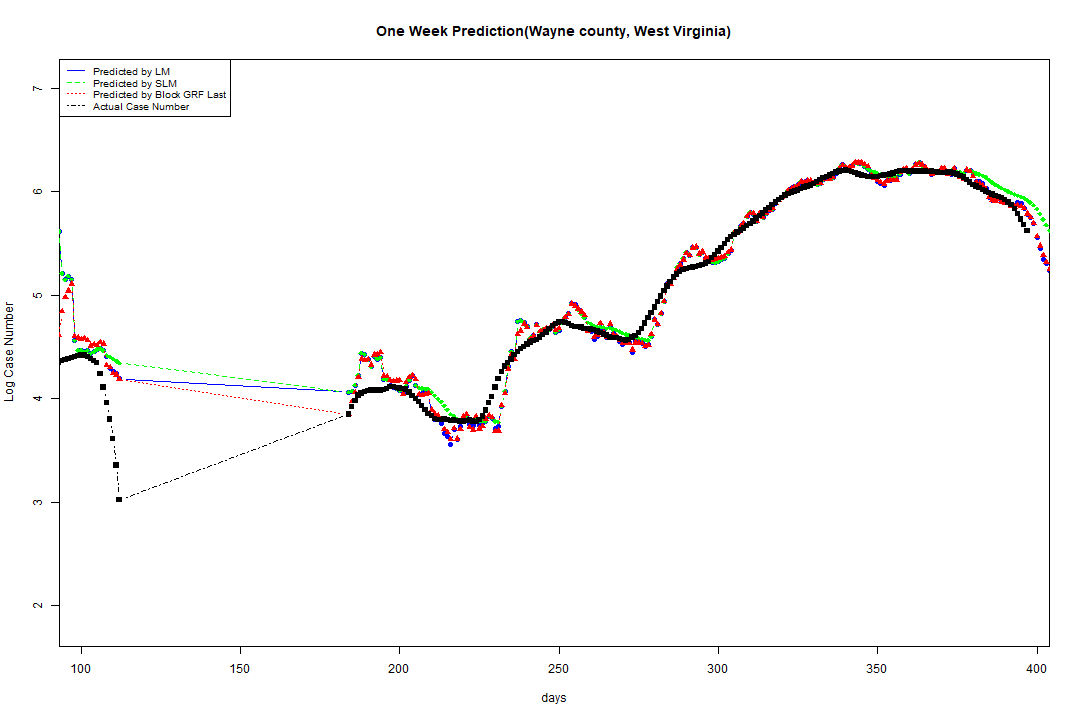 One Week Prediction(Wayne county, West Virginia)
Predicted by LM
Predicted by SLM
Predicted by Block GRF Last
Actual Case Number
Log Case Number
7
6
5
4
3
2
100 150 200 250 300 350 400
days